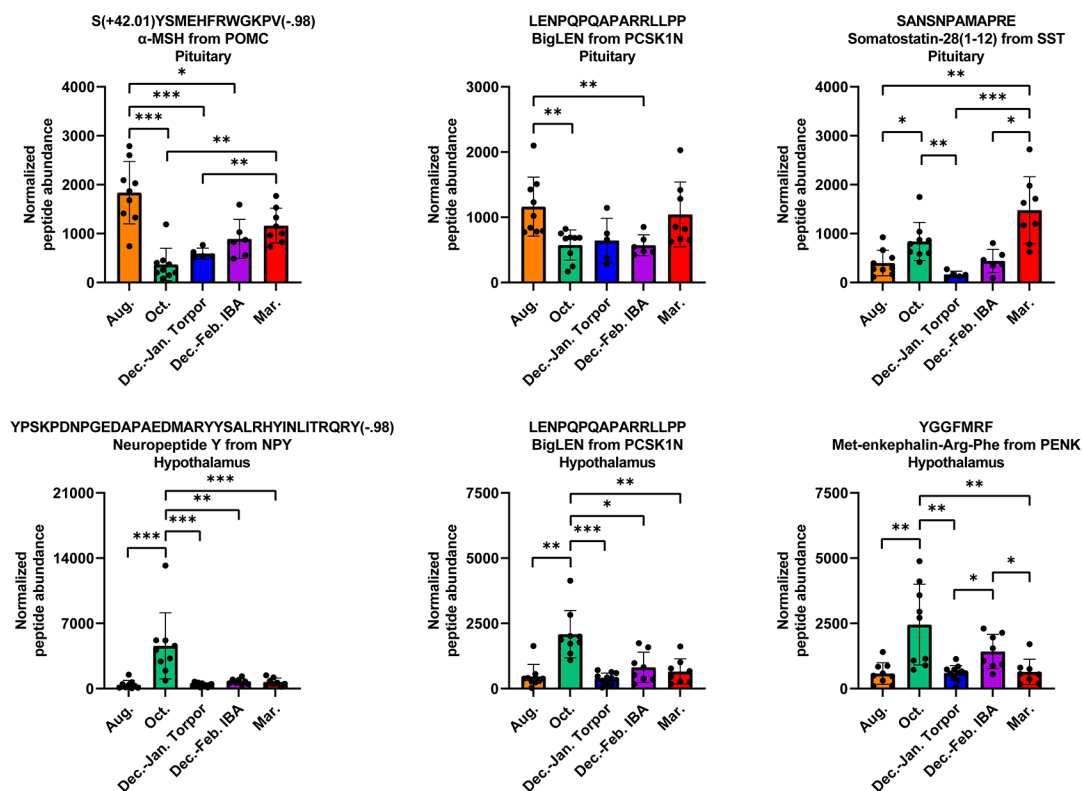 S(+42.01)YSMEHFRWGKPV(-.98)
α-MSH from POMC
Pituitary
4000
3000
2000
1000
0
Normalized
peptide abundance
*
***
***
**
**
Aug.
Oct.
Dec.-Jan. Torpor
Dec.-Feb. IBA
Mar.
LENPQPQAPARRLLPP
BigLEN from PCSK1N
Pituitary
3000
2000
1000
0
Normalized
peptide abundance
**
**
Aug.
Oct.
Dec.-Jan. Torpor
Dec.-Feb. IBA
Mar.
SANSNPAMAPRE
Somatostatin-28(1-12) from SST
Pituitary
4000
3000
2000
1000
0
Normalized
peptide abundance
**
***
*
*
**
Aug.
Oct.
Dec.-Jan. Torpor
Dec.-Feb. IBA
Mar.
YPSKPDNPGEDAPAEDMARYYSALRHYINLITRQRY(-.98)
Neuropeptide Y from NPY
Hypothalamus
21000
14000
7000
0
Normalized
peptide abundance
***
**
***
***
Aug.
Oct.
Dec.-Jan. Torpor
Dec.-Feb. IBA
Mar.
LENPQPQAPARRLLPP
BigLEN from PCSK1N
Hypothalamus
7500
5000
2500
0
Normalized
peptide abundance
**
*
***
**
Aug.
Oct.
Dec.-Jan. Torpor
Dec.-Feb. IBA
Mar.
YGGFMRF
Met-enkephalin-Arg-Phe from PENK
Hypothalamus
7500
5000
2500
0
Normalized
peptide abundance
**
**
**
*
*
Aug.
Oct.
Dec.-Jan. Torpor
Dec.-Feb. IBA
Mar.